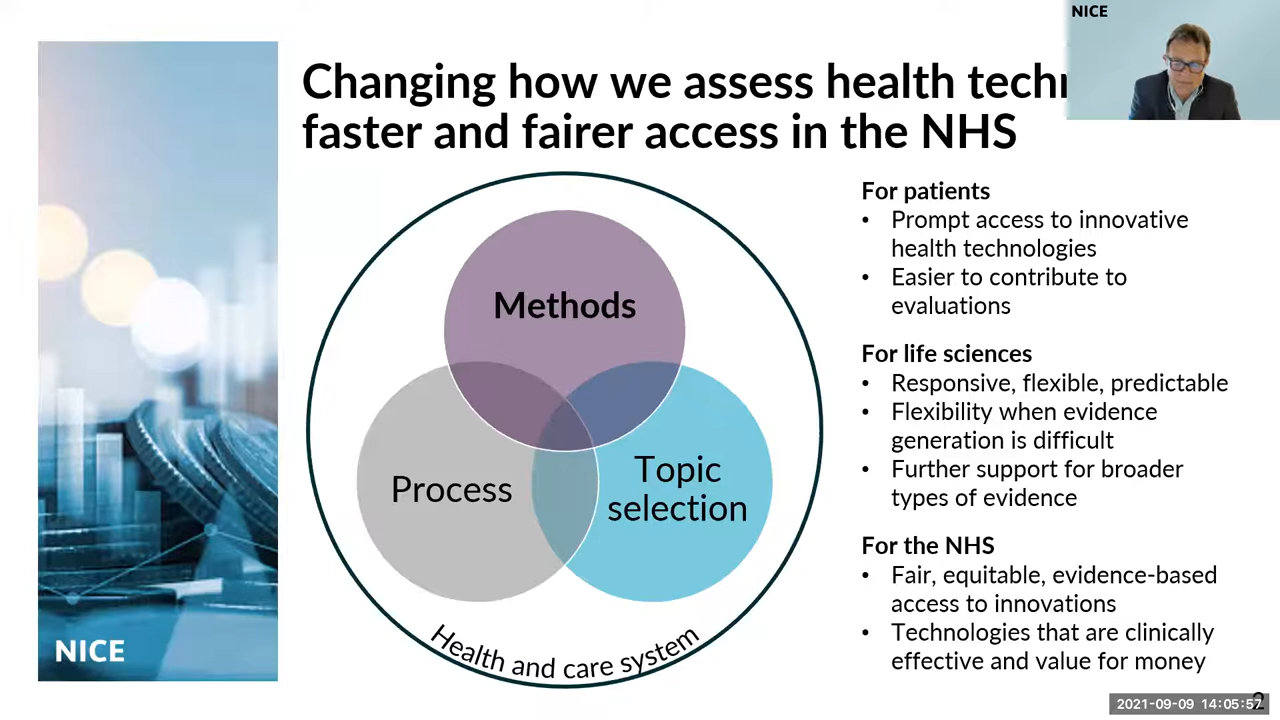 NICE
Changing how we assess health
faster and fairer access in the NHS
Methods
Process
Topic
selection
Health and care system
For patients
• Prompt access to innovative
health technologies
• Easier to contribute to
evaluations
For life sciences
• Responsive, flexible, predictable
• Flexibility when evidence
generation is difficult
• Further support for broader
types of evidence
For the NHS
• Fair, equitable, evidence-based
access to innovations
• Technologies that are clinically
effective and value for money
NICE
2
2021-09-09 14:05:57